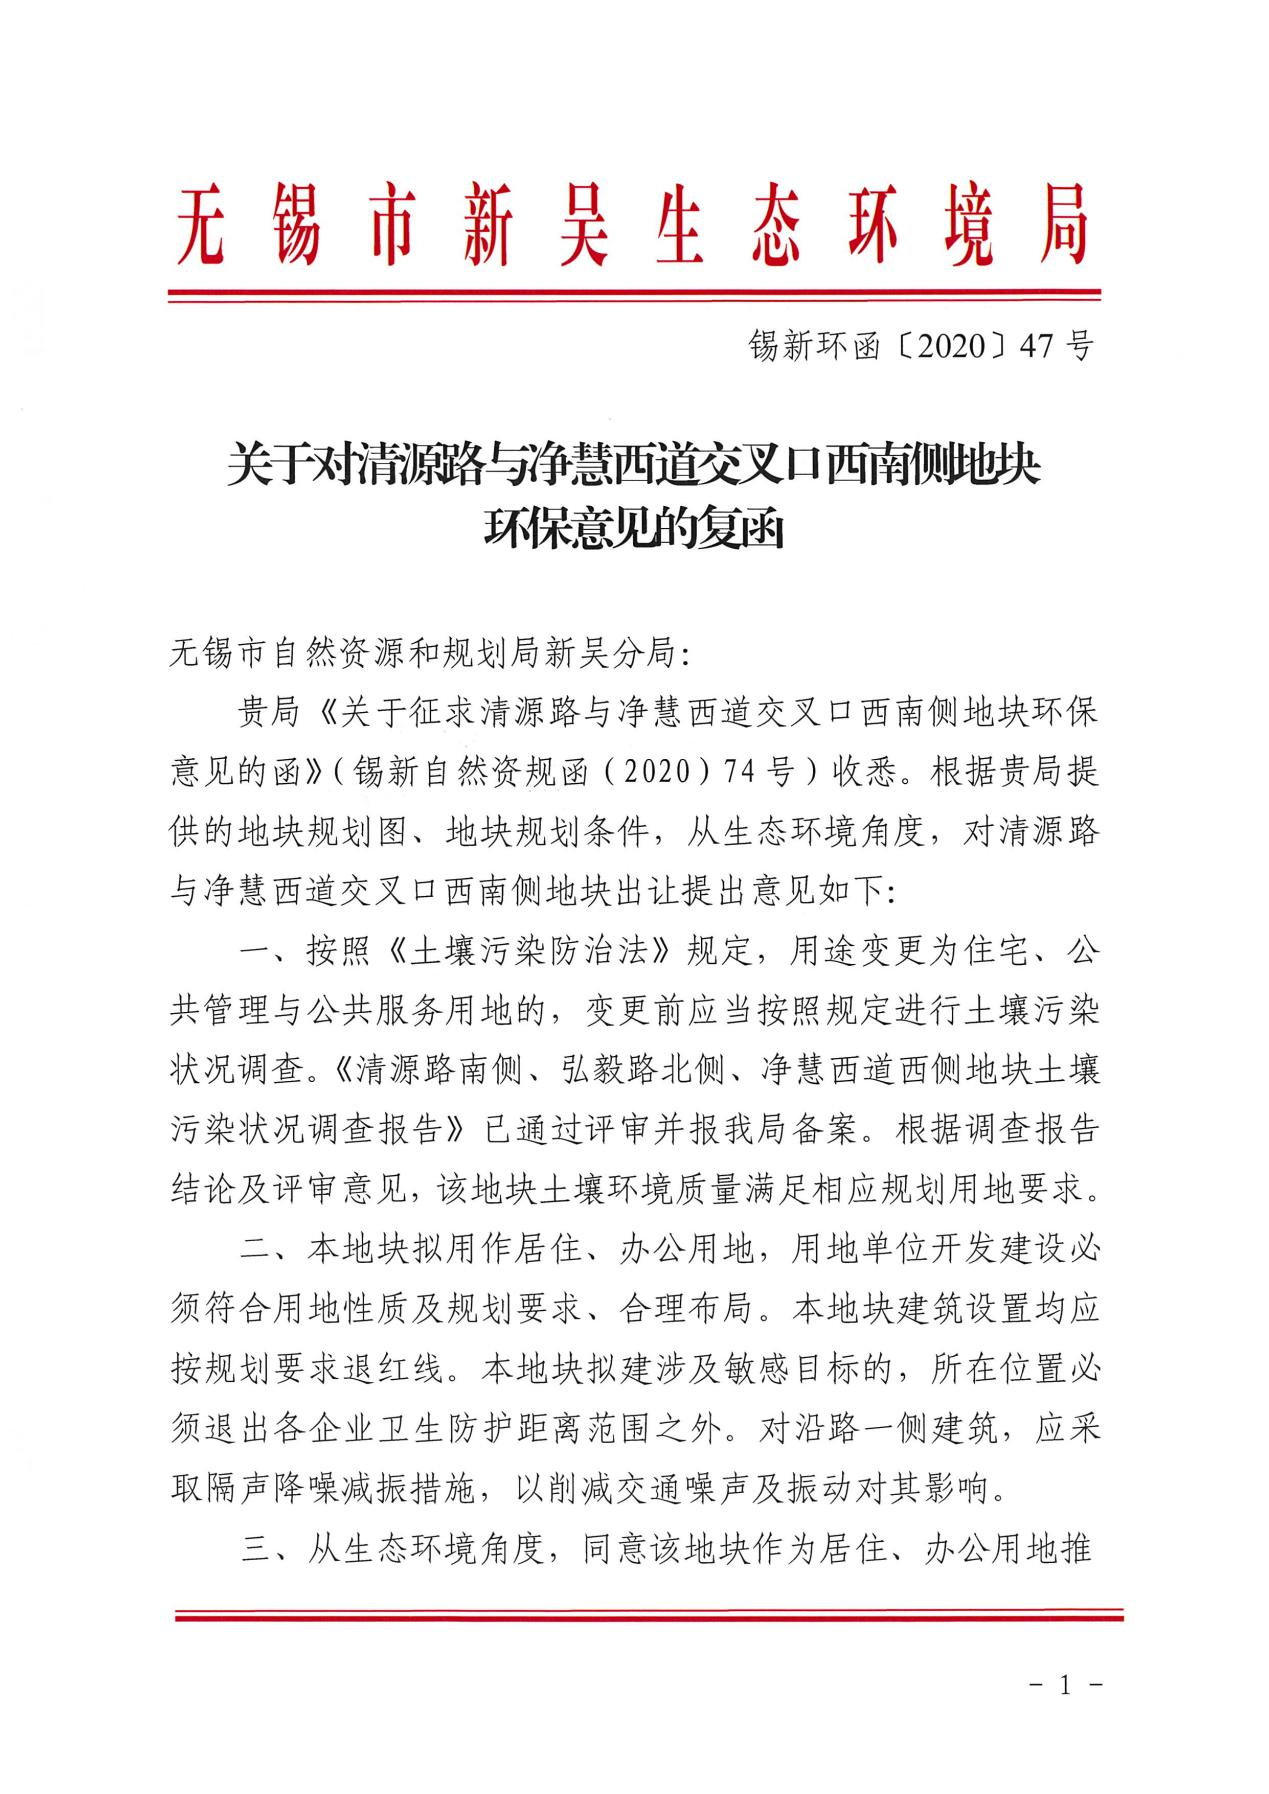 无锡市新吴生态环境局
锡新环函〔2020〕47号
关于对清源路与净慧西道交叉口西南侧地块
环保意见的复函
无锡市自然资源和规划局新吴分局：
贵局《关于征求清源路与净慧西道交叉口西南侧地块环保
意见的函》（锡新自然资规函（2020）74号）收悉。根据贵局提
供的地块规划图、地块规划条件，从生态环境角度，对清源路
与净慧西道交叉口西南侧地块出让提出意见如下：
一、按照《土壤污染防治法》规定，用途变更为住宅、公
共管理与公共服务用地的，变更前应当按照规定进行土壤污染
状况调查。《清源路南侧、弘毅路北侧、净慧西道西侧地块土壤
污染状况调查报告》已通过评审并报我局备案。根据调查报告
结论及评审意见，该地块土壤环境质量满足相应规划用地要求。
二、本地块拟用作居住、办公用地，用地单位开发建设必
须符合用地性质及规划要求、合理布局。本地块建筑设置均应
按规划要求退红线。本地块拟建涉及敏感目标的，所在位置必
须退出各企业卫生防护距离范围之外。对沿路一侧建筑，应采
取隔声降噪减振措施，以削减交通噪声及振动对其影响。
三、从生态环境角度，同意该地块作为居住、办公用地推
- 1 -